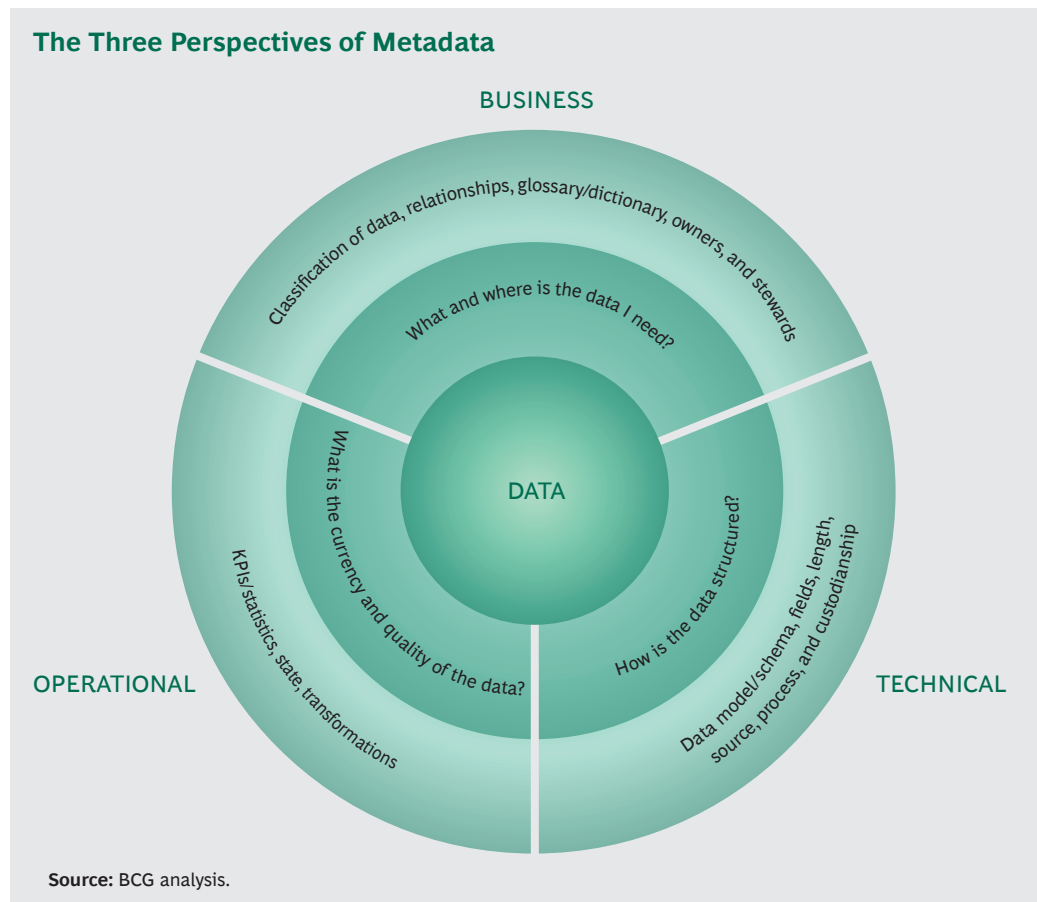 The Three Perspectives of Metadata
BUSINESS
Classification of data, relationships, glossary/dictionary, owners, and stewards
What and where is the data I need?
DATA
What is the currency and quality of the data?
KPIs/statistics, state, transformations
OPERATIONAL
How is the data structured?
Data model/schema, fields, length,
source, process, and custodianship
TECHNICAL
Source: BCG analysis.